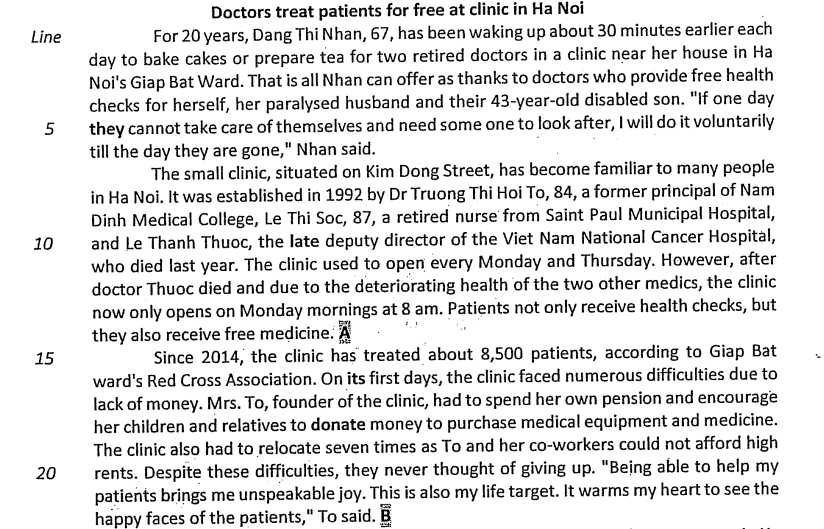 Doctors treat patients for free at clinic in Ha Noi
Line For 20 years, Dang Thi Nhan, 67, has been waking up about 30 minutes earlier each
day to bake cakes or prepare tea for two retired doctors in a clinic near her house in Ha
Noi's Giap Bat Ward. That is all Nhan can offer as thanks to doctors who provide free health
checks for herself, her paralysed husband and their 43-year-old disabled son. "If one day
5 they cannot take care of themselves and need some one to look after, I will do it voluntarily
till the day they are gone," Nhan said.
The small clinic, situated on Kim Dong Street, has become familiar to many people
in Ha Noi. It was established in 1992 by Dr Truong Thi Hoi To, 84, a former principal of Nam
Dinh Medical College, Le Thi Soc, 87, a retired nurse from Saint Paul Municipal Hospital,
10 and Le Thanh Thuoc, the late deputy director of the Viet Nam National Cancer Hospital,
who died last year. The clinic used to open every Monday and Thursday. However, after
doctor Thuoc died and due to the deteriorating health of the two other medics, the clinic
now only opens on Monday mornings at 8 am. Patients not only receive health checks, but
they also receive free medicine. A
15 Since 2014, the clinic has treated about 8,500 patients, according to Giap Bat
ward's Red Cross Association. On its first days, the clinic faced numerous difficulties due to
lack of money. Mrs. To, founder of the clinic, had to spend her own pension and encourage
her children and relatives to donate money to purchase medical equipment and medicine.
The clinic also had to relocate seven times as To and her co-workers could not afford high
20 rents. Despite these difficulties, they never thought of giving up. "Being able to help my
patients brings me unspeakable joy. This is also my life target. It warms my heart to see the
happy faces of the patients," To said. B